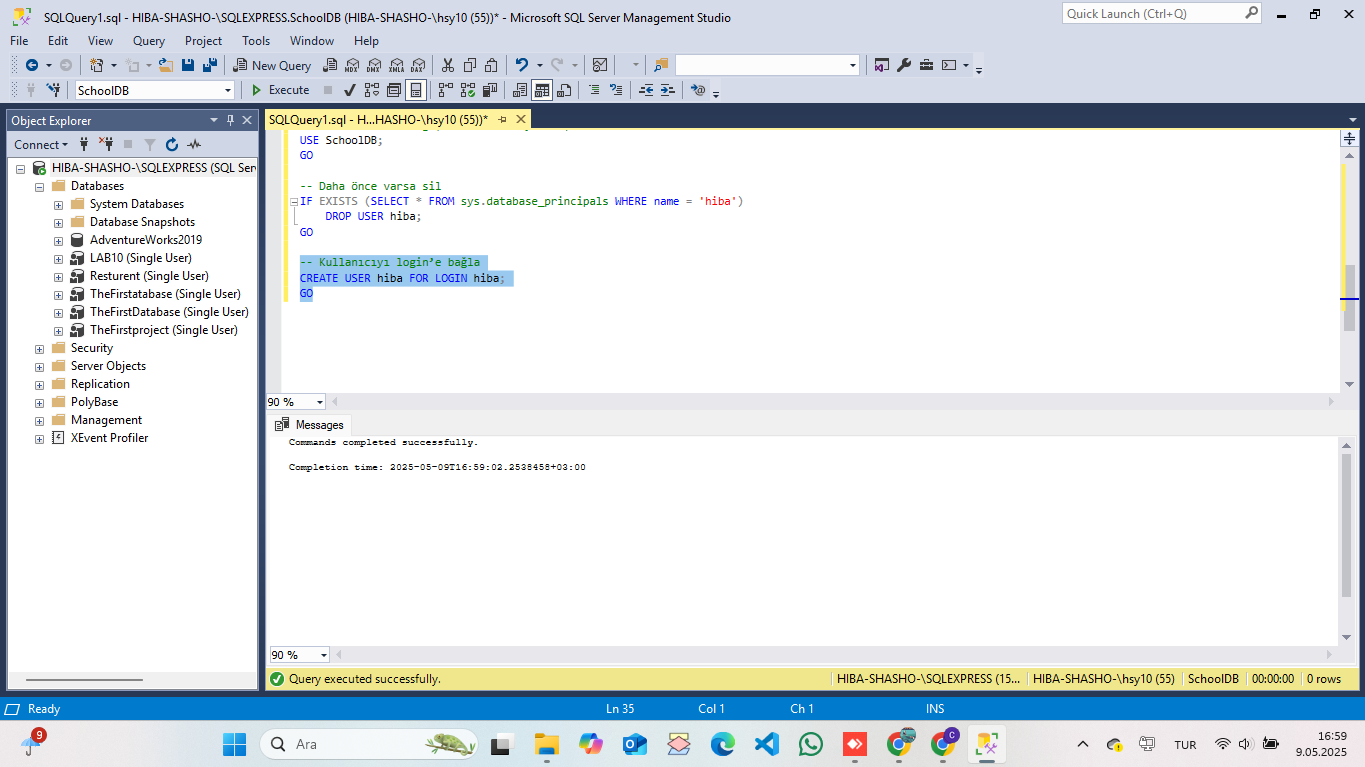 SQLQuery1.sql - HIBA-SHASHO-\SQLEXPRESS.SchoolDB (HIBA-SHASHO-\hsy10 (55))* - Microsoft SQL Server Management Studio
Quick Launch (Ctrl+Q)
File Edit View Query Project Tools Window Help
New Query MDX DMX XMLA DAX
SchoolDB Execute
Object Explorer
SQLQuery1.sql - H...HASHO-\hsy10 (55))*
Connect
HIBA-SHASHO-\SQLEXPRESS (SQL Ser
Databases
System Databases
Database Snapshots
AdventureWorks2019
LAB10 (Single User)
Resturent (Single User)
TheFirstatabase (Single User)
TheFirstDatabase (Single User)
TheFirstproject (Single User)
Security
Server Objects
Replication
PolyBase
Management
XEvent Profiler
USE SchoolDB;
GO
-- Daha önce varsa sil
IF EXISTS (SELECT * FROM sys.database_principals WHERE name = 'hiba')
DROP USER hiba;
GO
-- Kullanıcıyı login’e bağla
CREATE USER hiba FOR LOGIN hiba;
GO
90 %
Messages
Commands completed successfully.
Completion time: 2025-05-09T16:59:02.2538458+03:00
90 %
Query executed successfully. HIBA-SHASHO-\SQLEXPRESS (15... HIBA-SHASHO-\hsy10 (55) SchoolDB 00:00:00 0 rows
Ready Ln 35 Col 1 Ch 1 INS
9
Ara
C
TUR
16:59
9.05.2025